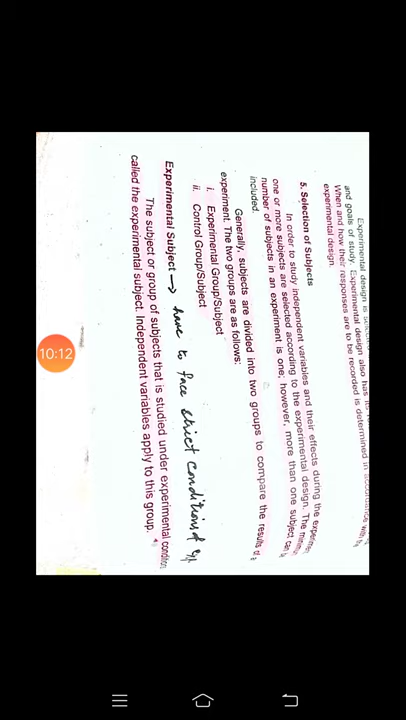 Experimental design is
and goals of study. Experimental design also has its
When and how their responses are to be recorded is determined in accordance with
experimental design.
5. Selection of Subjects
In order to study independent variables and their effects during the
one or more subjects are selected according to the experimental design. The
number of subjects in an experiment is one; however, more than one subject can
included.
Generally, subjects are divided into two groups to compare the results of
experiment. The two groups are as follows:
i. Experimental Group/Subject
ii. Control Group/Subject
Experimental Subject → have to face strict conditions of
The subject or group of subjects that is studied under experimental
called the experimental subject. Independent variables apply to this group.
10:12